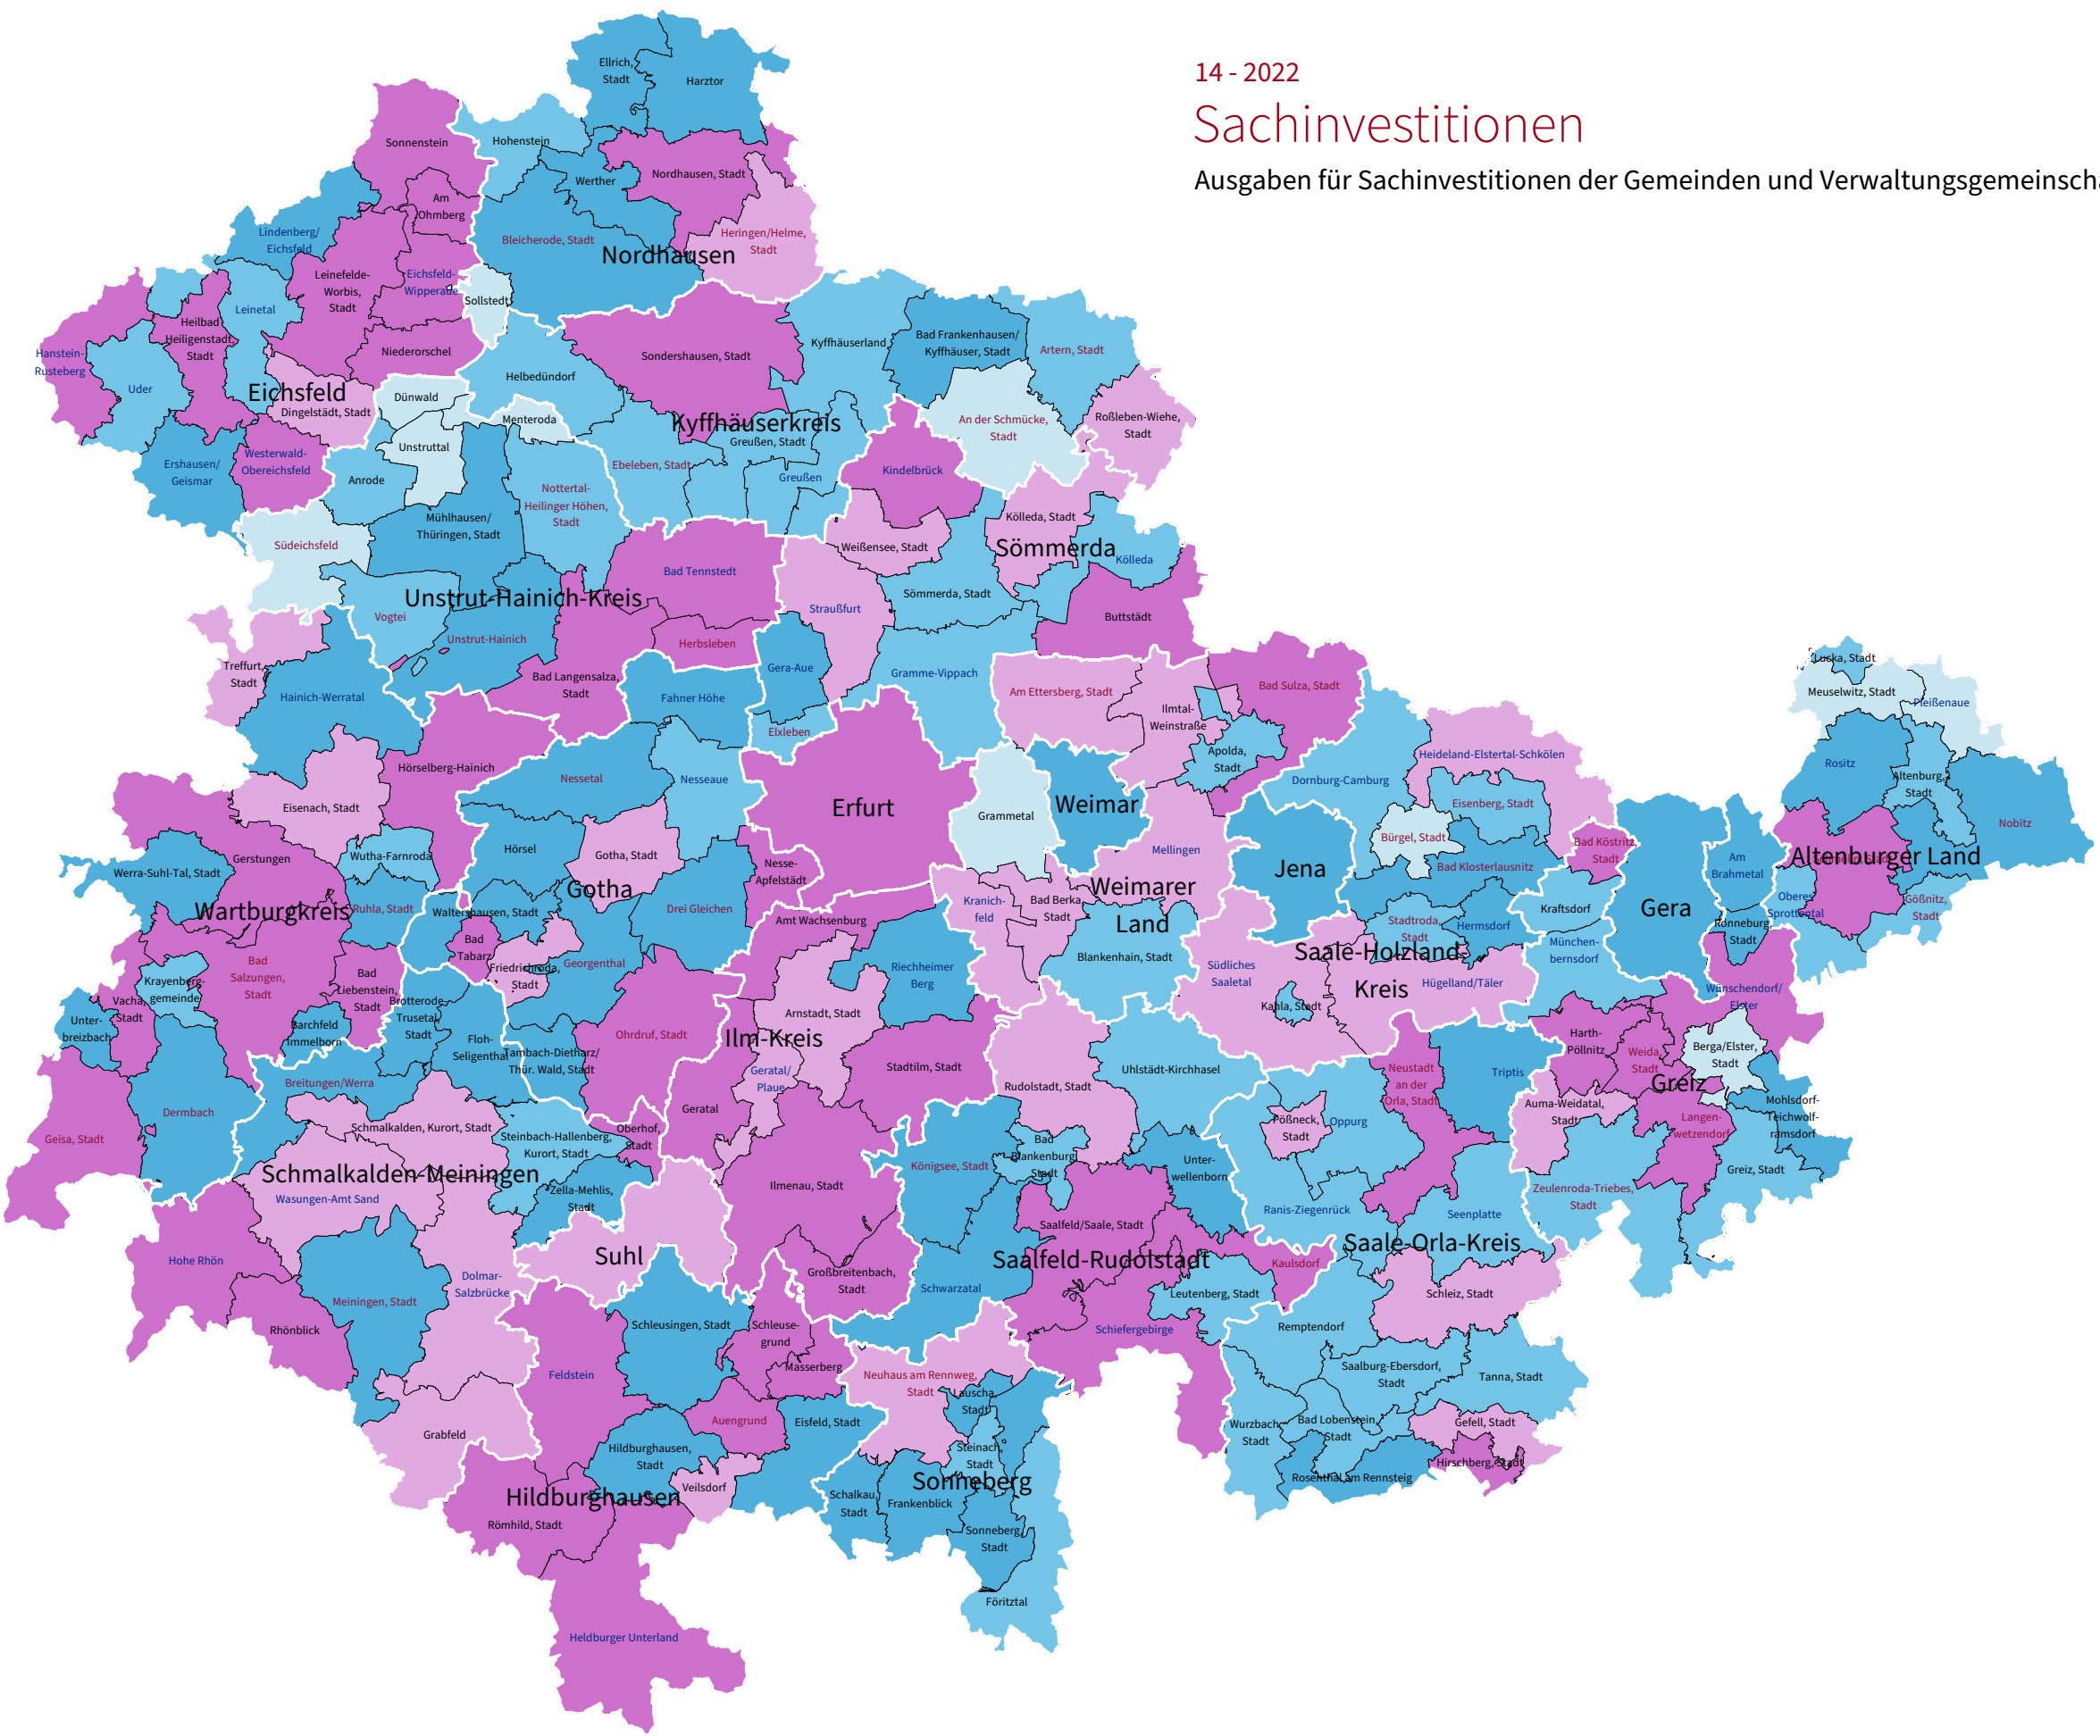 14 - 2022
Sachinvestitionen
Ausgaben für Sachinvestitionen der Gemeinden und Verwaltungsgemeinscha
Ellrich,
Stadt
Harztor
Sonnenstein
Hohenstein
Werther
Nordhausen, Stadt
Am
Ohmberg
Lindenberg/
Eichsfeld
Bleicherode, Stadt
Nordhausen
Heringen/Helme,
Stadt
Leinefelde-
Worbis,
Stadt
Eichsfeld-
Wipperaue
Sollstedt
Leinetal
Heilbad
Heiligenstadt,
Stadt
Hanstein-
Rusteberg
Uder
Niederorschel
Eichsfeld
Dingelstädt, Stadt
Sondershausen, Stadt
Kyffhäuserland
Bad Frankenhausen/
Kyffhäuser, Stadt
Artern, Stadt
Helbedündorf
Dünwald
Menteroda
Kyffhäuserkreis
Greußen, Stadt
An der Schmücke,
Stadt
Roßleben-Wiehe,
Stadt
Unstruttal
Ershausen/
Geismar
Westerwald-
Obereichsfeld
Anrode
Ebeleben, Stadt
Greußen
Kindelbrück
Nottertal-
Heilinger Höhen,
Stadt
Mühlhausen/
Thüringen, Stadt
Südeichsfeld
Weißensee, Stadt
Kölleda, Stadt
Sömmerda
Kölleda
Bad Tennstedt
Unstrut-Hainich-Kreis
Straußfurt
Sömmerda, Stadt
Buttstädt
Vogtei
Unstrut-Hainich
Herbsleben
Treffurt,
Stadt
Hainich-Werratal
Bad Langensalza,
Stadt
Fahner Höhe
Gera-Aue
Gramme-Vippach
Elxleben
Am Ettersberg, Stadt
Ilmtal-
Weinstraße
Bad Sulza, Stadt
Apolda,
Stadt
Lucka, Stadt
Meuselwitz, Stadt
Pleißenaue
Rositz
Altenburg,
Stadt
Nobitz
Altenburger Land
Hörselberg-Hainich
Nessetal
Nesseaue
Eisenach, Stadt
Erfurt
Grammetal
Weimar
Dornburg-Camburg
Heideland-Elstertal-Schkölen
Eisenberg, Stadt
Bürgel, Stadt
Bad Köstritz,
Stadt
Bad Klosterlausnitz
Am
Brahmetal
Gerstungen
Wutha-Farnroda
Werra-Suhl-Tal, Stadt
Hörsel
Gotha, Stadt
Gotha
Nesse-
Apfelstädt
Mellingen
Jena
Weimarer
Land
Wartburgkreis
Ruhla, Stadt
Waltershausen, Stadt
Drei Gleichen
Amt Wachsenburg
Kranich-
feld
Bad Berka,
Stadt
Blankenhain, Stadt
Stadtroda,
Stadt
Hermsdorf
Kraftsdorf
Gera
Ronneburg,
Stadt
Oberes
Sprottental
Gößnitz,
Stadt
München-
bernsdorf
Saale-Holzland-
Kreis
Hügelland/Täler
Südliches
Saaletal
Kahla, Stadt
Bad
Salzungen,
Stadt
Bad
Tabarz
Friedrichroda,
Stadt
Georgenthal
Riechheimer
Berg
Krayenberg-
gemeinde
Vacha,
Stadt
Unter-
breizbach
Bad
Liebenstein,
Stadt
Barchfeld
Immelborn
Brotterode-
Trusetal,
Stadt
Floh-
Seligenthal
Tambach-Dietharz/
Thür. Wald, Stadt
Ohrdruf, Stadt
Arnstadt, Stadt
Ilm-Kreis
Geratal/
Plaue
Geratal
Stadtilm, Stadt
Rudolstadt, Stadt
Uhlstädt-Kirchhasel
Neustadt
an der
Orla, Stadt
Triptis
Wünschendorf/
Elster
Harth-
Pöllnitz
Weida,
Stadt
Berga/Elster,
Stadt
Greiz
Mohlsdorf-
Teichwolf-
ramsdorf
Auma-Weidatal,
Stadt
Langen-
wetzendorf
Greiz, Stadt
Zeulenroda-Triebes,
Stadt
Breitungen/Werra
Dermbach
Geisa, Stadt
Schmalkalden, Kurort, Stadt
Steinbach-Hallenberg,
Kurort, Stadt
Oberhof,
Stadt
Schmalkalden-Meiningen
Wasungen-Amt Sand
Zella-Mehlis,
Stadt
Ilmenau, Stadt
Königsee, Stadt
Bad
Blankenburg,
Stadt
Unter-
wellenborn
Pößneck,
Stadt
Oppurg
Ranis-Ziegenrück
Seenplatte
Saale-Orla-Kreis
Saalfeld/Saale, Stadt
Saalfeld-Rudolstadt
Kaulsdorf
Leutenberg, Stadt
Schleiz, Stadt
Hohe Rhön
Suhl
Dolmar-
Salzbrücke
Meiningen, Stadt
Rhönblick
Großbreitenbach,
Stadt
Schwarzatal
Schleusingen, Stadt
Schleuse-
grund
Masserberg
Schiefergebirge
Remptendorf
Saalburg-Ebersdorf,
Stadt
Tanna, Stadt
Feldstein
Neuhaus am Rennweg,
Stadt
Lauscha,
Stadt
Auengrund
Eisfeld, Stadt
Grabfeld
Hildburghausen,
Stadt
Wurzbach,
Stadt
Bad Lobenstein,
Stadt
Gefell, Stadt
Hirschberg, Stadt
Rosenthal am Rennsteig
Steinach,
Stadt
Sonneberg
Veilsdorf
Hildburghausen
Schalkau,
Stadt
Frankenblick
Römhild, Stadt
Sonneberg,
Stadt
Föritztal
Heldburger Unterland